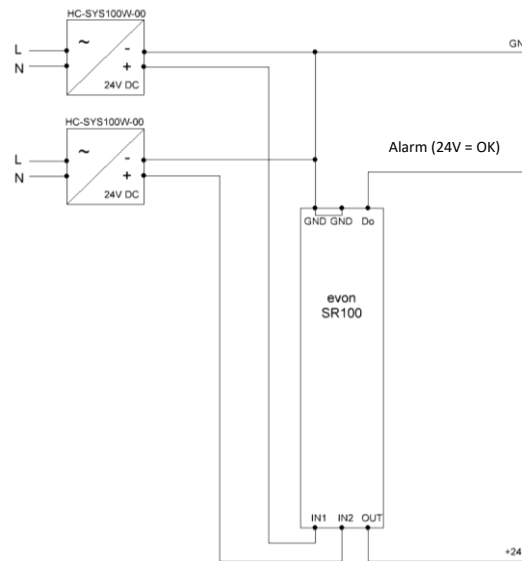 HC-SYS100W-00
L
N
~
-
+
24V DC
GN
HC-SYS100W-00
L
N
~
-
+
24V DC
Alarm (24V = OK)
GND GND Do
evon
SR100
IN1 IN2 OUT
+24